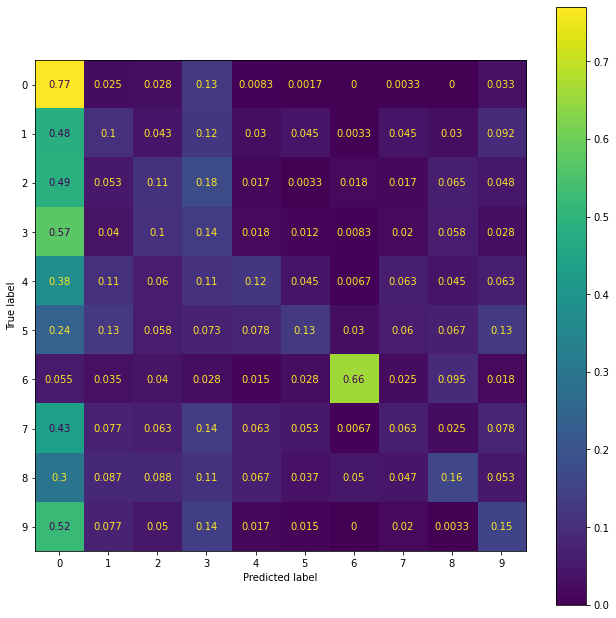 0.7
0 0.77 0.025 0.028 0.13 0.0083 0.0017 0 0.0033 0 0.033
0.6
1 0.48 0.1 0.043 0.12 0.03 0.045 0.0033 0.045 0.03 0.092
2 0.49 0.053 0.11 0.18 0.017 0.0033 0.018 0.017 0.065 0.048
0.5
3 0.57 0.04 0.1 0.14 0.018 0.012 0.0083 0.02 0.058 0.028
4 0.38 0.11 0.06 0.11 0.12 0.045 0.0067 0.063 0.045 0.063
0.4
True label
5 0.24 0.13 0.058 0.073 0.078 0.13 0.03 0.06 0.067 0.13
0.3
6 0.055 0.035 0.04 0.028 0.015 0.028 0.66 0.025 0.095 0.018
7 0.43 0.077 0.063 0.14 0.063 0.053 0.0067 0.063 0.025 0.078
0.2
8 0.3 0.087 0.088 0.11 0.067 0.037 0.05 0.047 0.16 0.053
0.1
9 0.52 0.077 0.05 0.14 0.017 0.015 0 0.02 0.0033 0.15
0 1 2 3 4 5 6 7 8 9
Predicted label
0.0